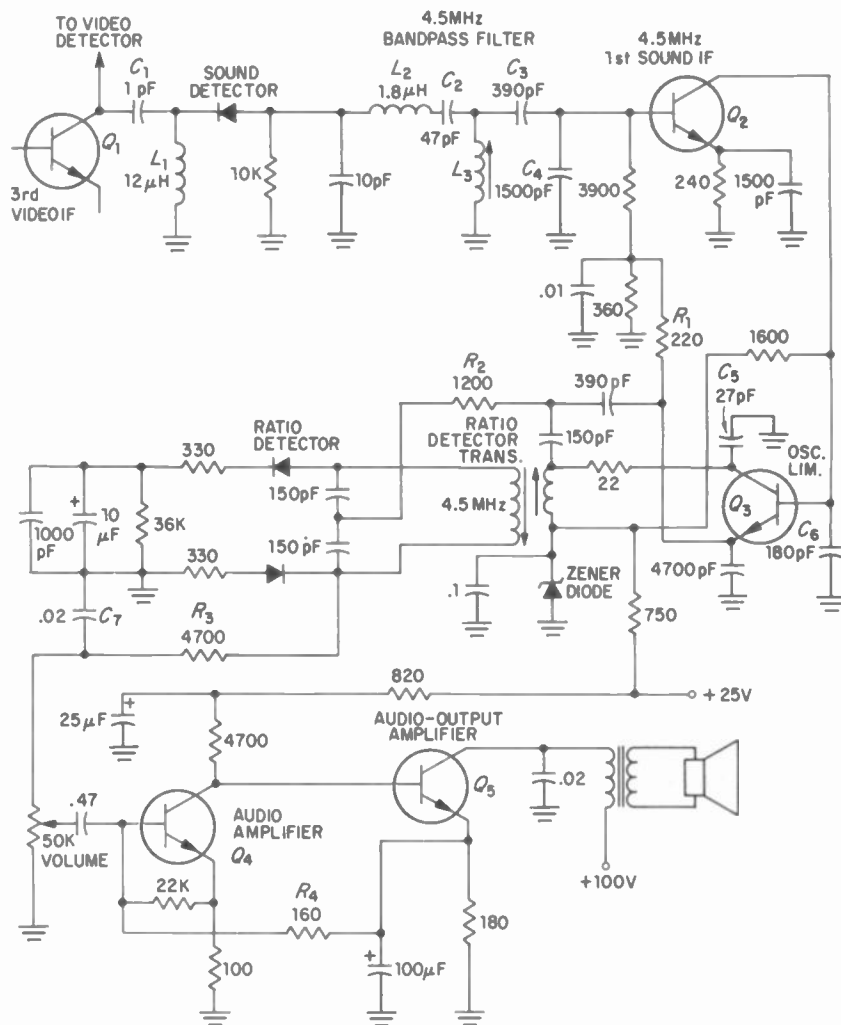 4.5MHz
BANDPASS FILTER
TO VIDEO
DETECTOR
C1
1 pF
SOUND
DETECTOR
L2
1.8µH
C2
47pF
C3
390pF
4.5MHz
1st SOUND IF
Q1
3rd
VIDEO IF
L1
12µH
10K
10pF
L3
C4
1500pF
3900
Q2
240
1500
pF
.01
360
R1
220
1600
R2
1200
390pF
C5
27pF
RATIO
DETECTOR
RATIO
DETECTOR
TRANS.
150pF
330
22
OSC.
LIM.
Q3
150pF
4.5MHz
1000
pF
+
10
µF
36K
150pF
330
C6
180pF
4700pF
.1
ZENER
DIODE
750
.02
C7
R3
4700
820
+25V
25µF
+
4700
AUDIO-OUTPUT
AMPLIFIER
Q5
.02
.47
50K
VOLUME
AUDIO
AMPLIFIER
Q4
+100V
22K
R4
160
180
100
+
100µF